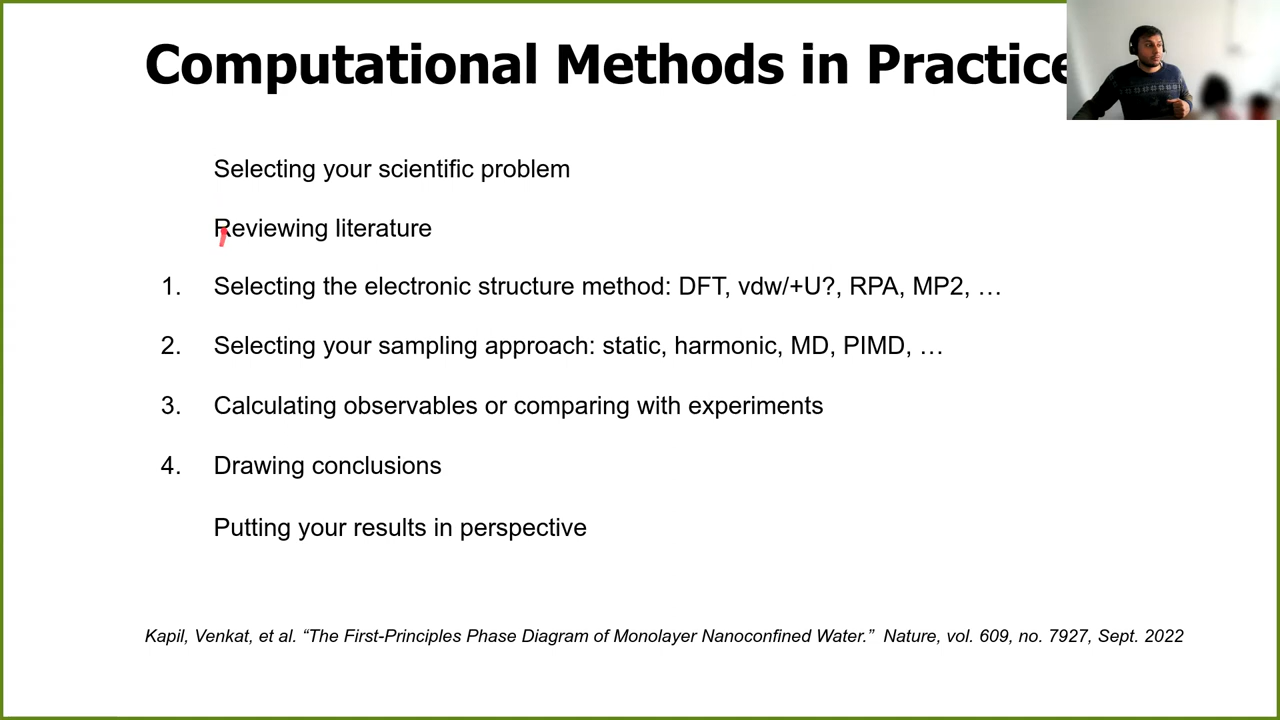 Computational Methods in Practice
Selecting your scientific problem
Reviewing literature
1. Selecting the electronic structure method: DFT, vdw/+U?, RPA, MP2, …
2. Selecting your sampling approach: static, harmonic, MD, PIMD, …
3. Calculating observables or comparing with experiments
4. Drawing conclusions
Putting your results in perspective
Kapil, Venkat, et al. “The First-Principles Phase Diagram of Monolayer Nanoconfined Water.” Nature, vol. 609, no. 7927, Sept. 2022